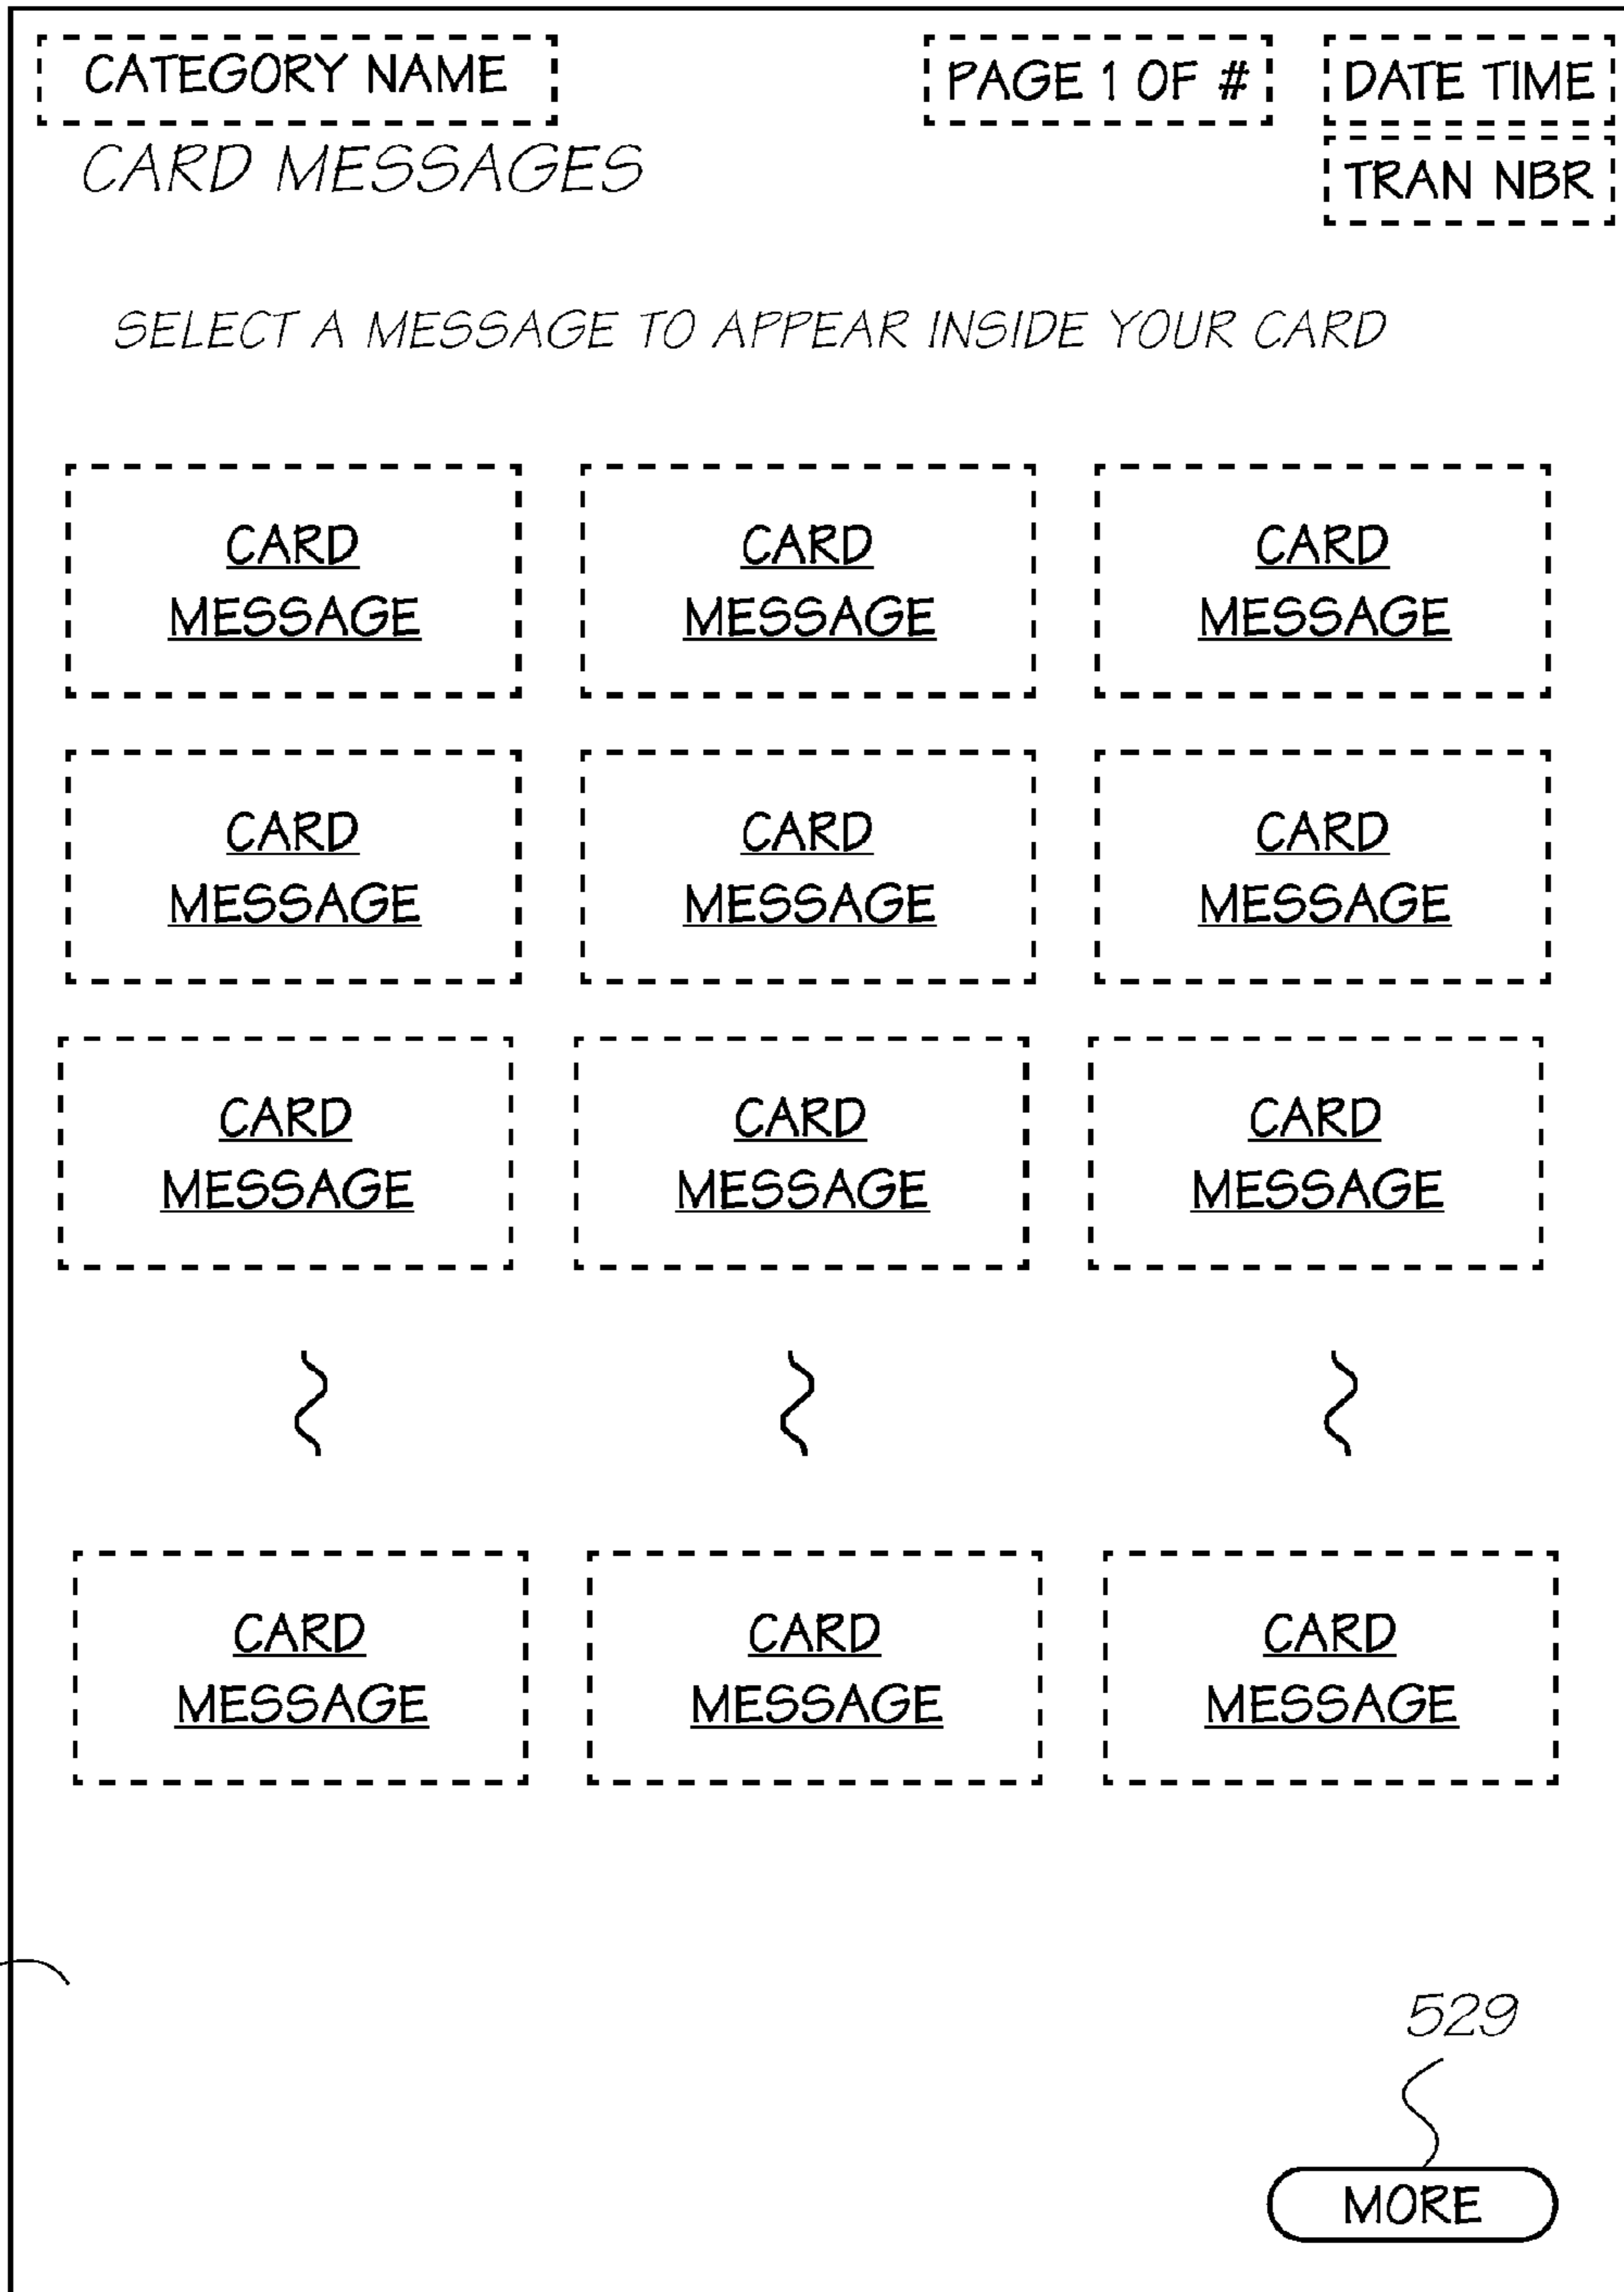 CATEGORY NAME PAGE 1 OF # DATE TIME
CARD MESSAGES TRAN NBR
SELECT A MESSAGE TO APPEAR INSIDE YOUR CARD
CARD CARD CARD
MESSAGE MESSAGE MESSAGE
CARD CARD CARD
MESSAGE MESSAGE MESSAGE
CARD CARD CARD
MESSAGE MESSAGE MESSAGE
CARD CARD CARD
MESSAGE MESSAGE MESSAGE
529
MORE